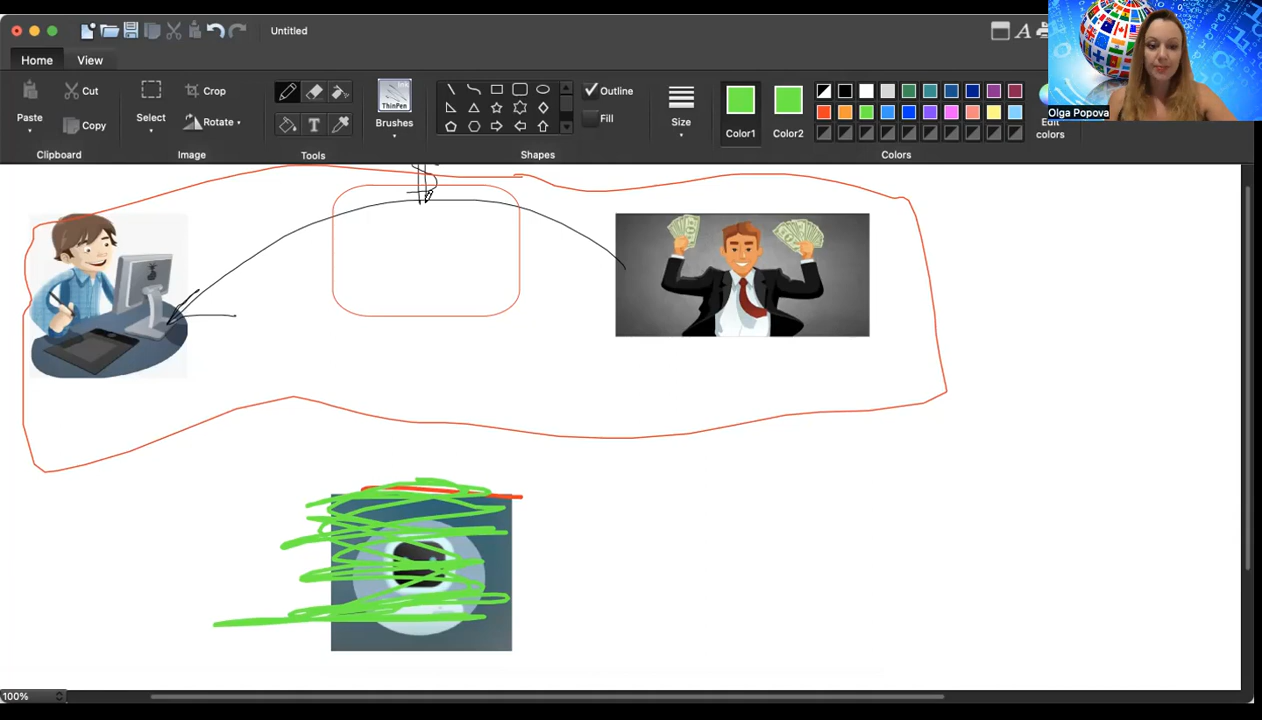 Untitled
Home View
Paste
Cut
Copy
Clipboard
Select
Crop
Rotate
Image
Tools
ThinPen
Brushes
Shapes
Outline
Fill
Size
Color1
Color2
Edit colors
Colors
Olga Popova
100%